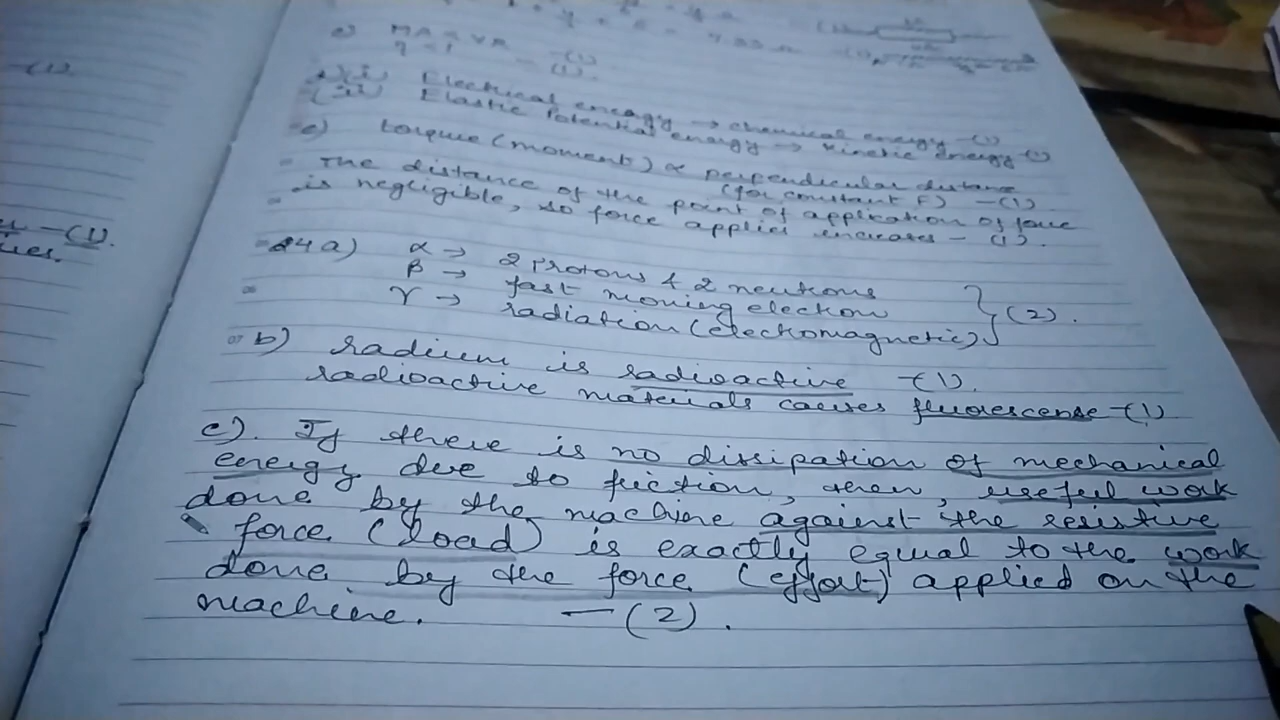 MA < VR -(1)
η < 1 -(1).
Electrical energy → chemical energy -(1)
(ii) Elastic Potential energy → kinetic energy -(1)
c) torque (moment) ∝ perpendicular distance
(for constant F) -(1)
The distance of the point of application of force
is negligible, so force applied increases - (1).
4 a) α → 2 protons & 2 neutrons
β → fast moving electron } (2).
γ → radiation (electromagnetic)
b) radium is radioactive -(1).
radioactive materials causes fluorescense -(1)
c). If there is no dissipation of mechanical
energy due to friction, then, useful work
done by the machine against the resistive
force (load) is exactly equal to the work
done by the force (effort) applied on the
machine. -(2).
-(1).
-(1).